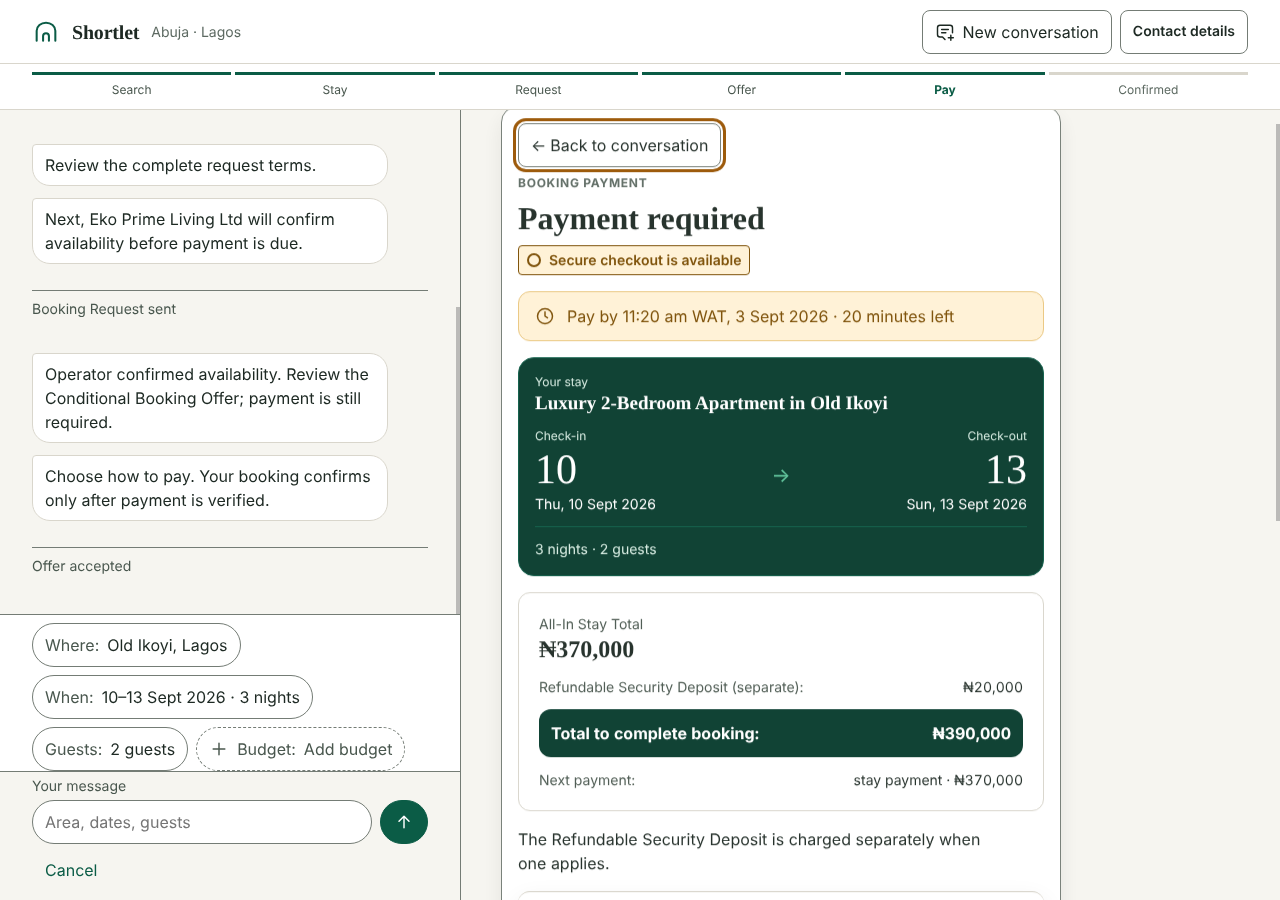 Shortlet
Abuja · Lagos
New conversation
Contact details
Search
Stay
Request
Offer
Pay
Confirmed
Review the complete request terms.
Next, Eko Prime Living Ltd will confirm
availability before payment is due.
Booking Request sent
Operator confirmed availability. Review the
Conditional Booking Offer; payment is still
required.
Choose how to pay. Your booking confirms
only after payment is verified.
Offer accepted
Where: Old Ikoyi, Lagos
When: 10–13 Sept 2026 · 3 nights
Guests: 2 guests
+ Budget: Add budget
Your message
Area, dates, guests
Cancel
← Back to conversation
BOOKING PAYMENT
Payment required
Secure checkout is available
Pay by 11:20 am WAT, 3 Sept 2026 · 20 minutes left
Your stay
Luxury 2-Bedroom Apartment in Old Ikoyi
Check-in
Check-out
10 → 13
Thu, 10 Sept 2026
Sun, 13 Sept 2026
3 nights · 2 guests
All-In Stay Total
₦370,000
Refundable Security Deposit (separate): ₦20,000
Total to complete booking: ₦390,000
Next payment: stay payment · ₦370,000
The Refundable Security Deposit is charged separately when
one applies.